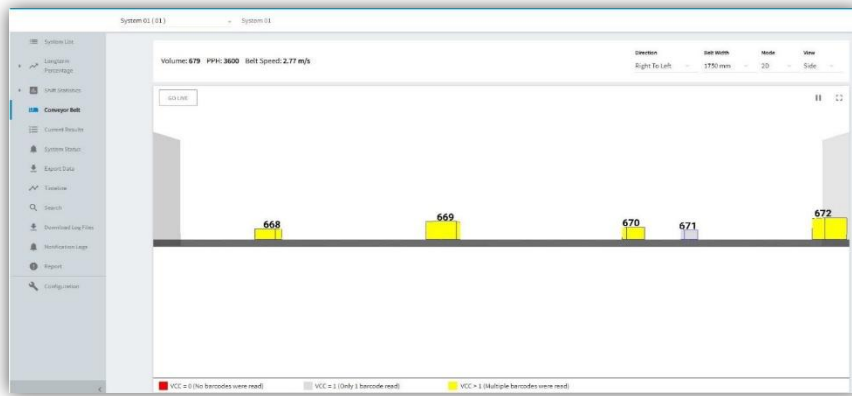 System 01 ( 01 )
System 01
System List
Longterm
Percentage
Shift Statistics
Conveyor Belt
Current Results
System Status
Export Data
Timeline
Search
Download Log Files
Notification Logs
Report
Configuration
Volume: 679 PPH: 3600 Belt Speed: 2.77 m/s
Direction
Right To Left
Belt Width
1750 mm
Mode
2D
View
Side
GO LIVE
668
669
670
671
672
VCC = 0 (No barcodes were read)
VCC = 1 (Only 1 barcode read)
VCC > 1 (Multiple barcodes were read)